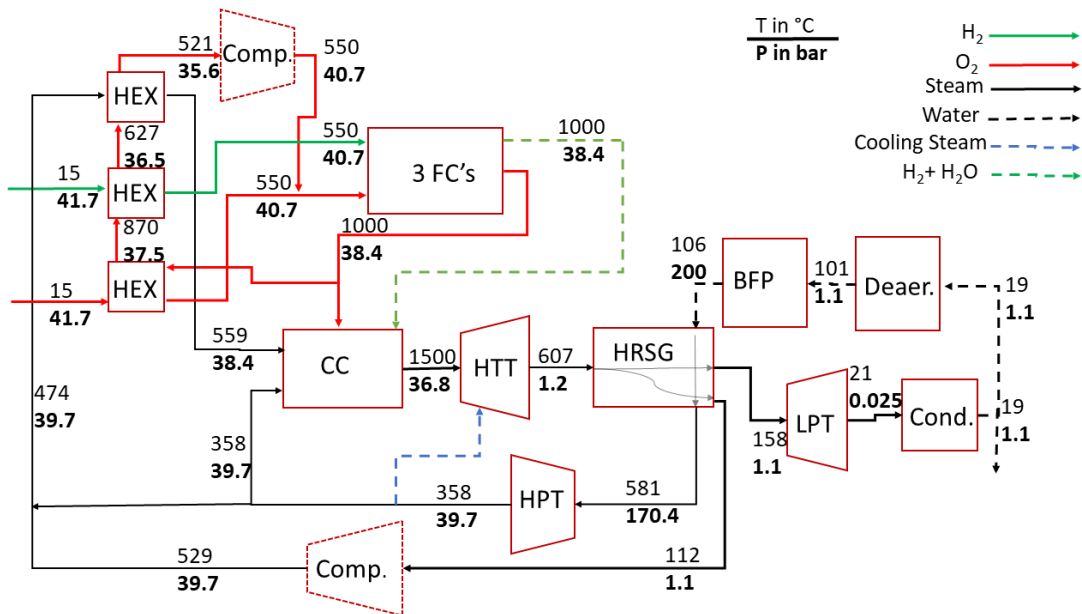 T in °C
P in bar
H2
O2
Steam
Water
Cooling Steam
H2+ H2O
521
35.6
Comp.
550
40.7
HEX
627
36.5
550
40.7
1000
38.4
3 FC's
15
41.7
HEX
550
40.7
870
37.5
1000
38.4
15
41.7
HEX
106
200
BFP
101
1.1
Deaer.
19
1.1
559
38.4
CC
1500
36.8
HTT
607
1.2
HRSG
474
39.7
358
39.7
158
1.1
LPT
21
0.025
Cond.
19
1.1
358
39.7
HPT
581
170.4
529
39.7
Comp.
112
1.1